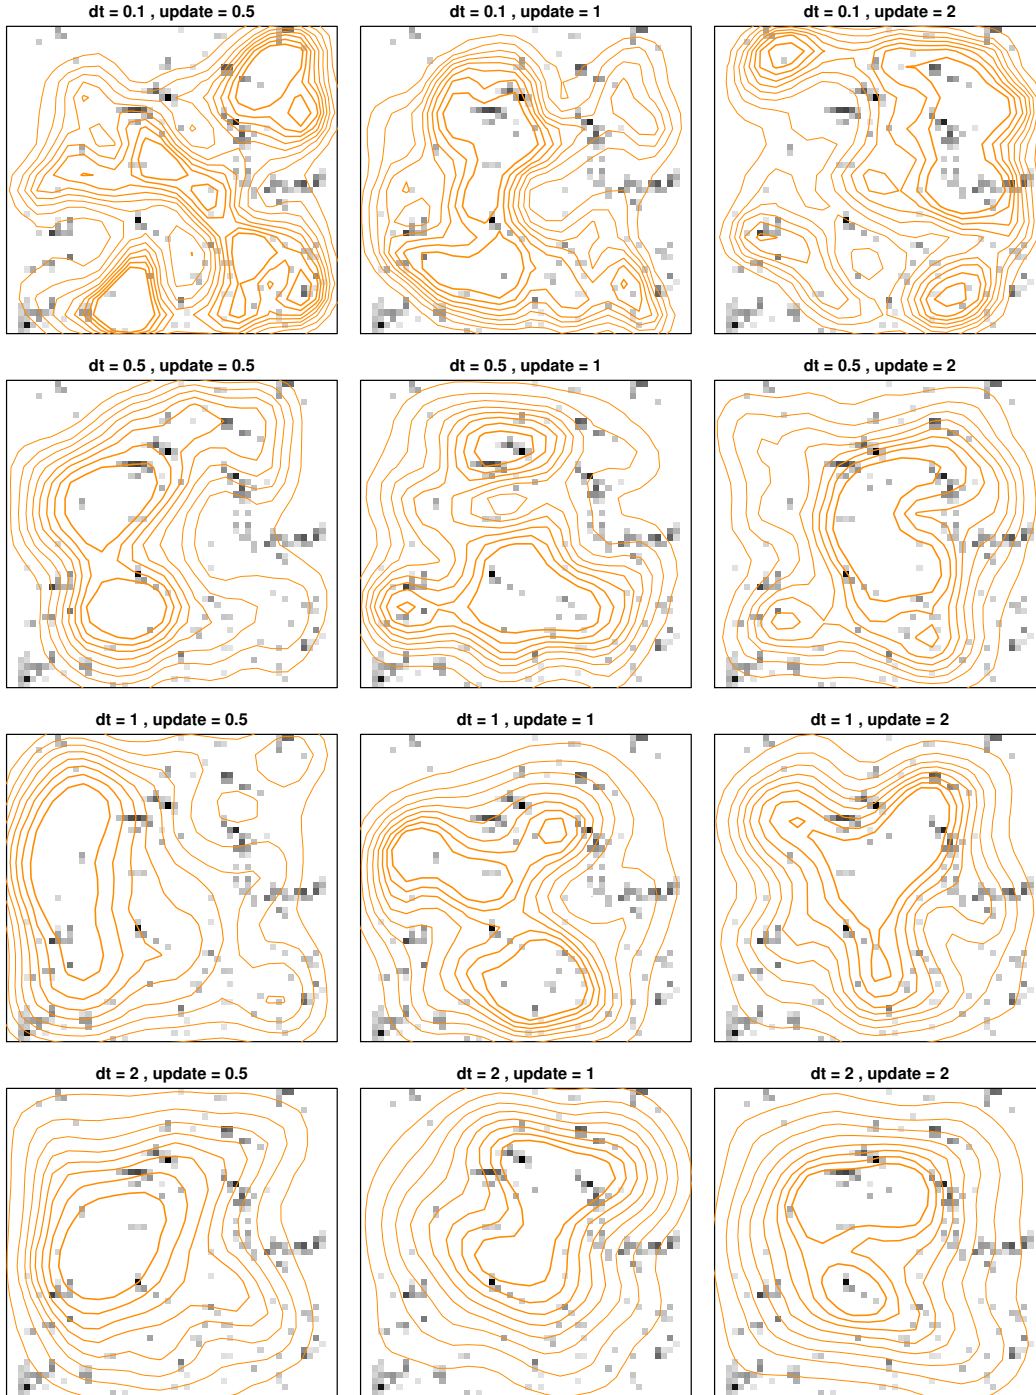 dt = 0.1 , update = 0.5
dt = 0.1 , update = 1
dt = 0.1 , update = 2
dt = 0.5 , update = 0.5
dt = 0.5 , update = 1
dt = 0.5 , update = 2
dt = 1 , update = 0.5
dt = 1 , update = 1
dt = 1 , update = 2
dt = 2 , update = 0.5
dt = 2 , update = 1
dt = 2 , update = 2